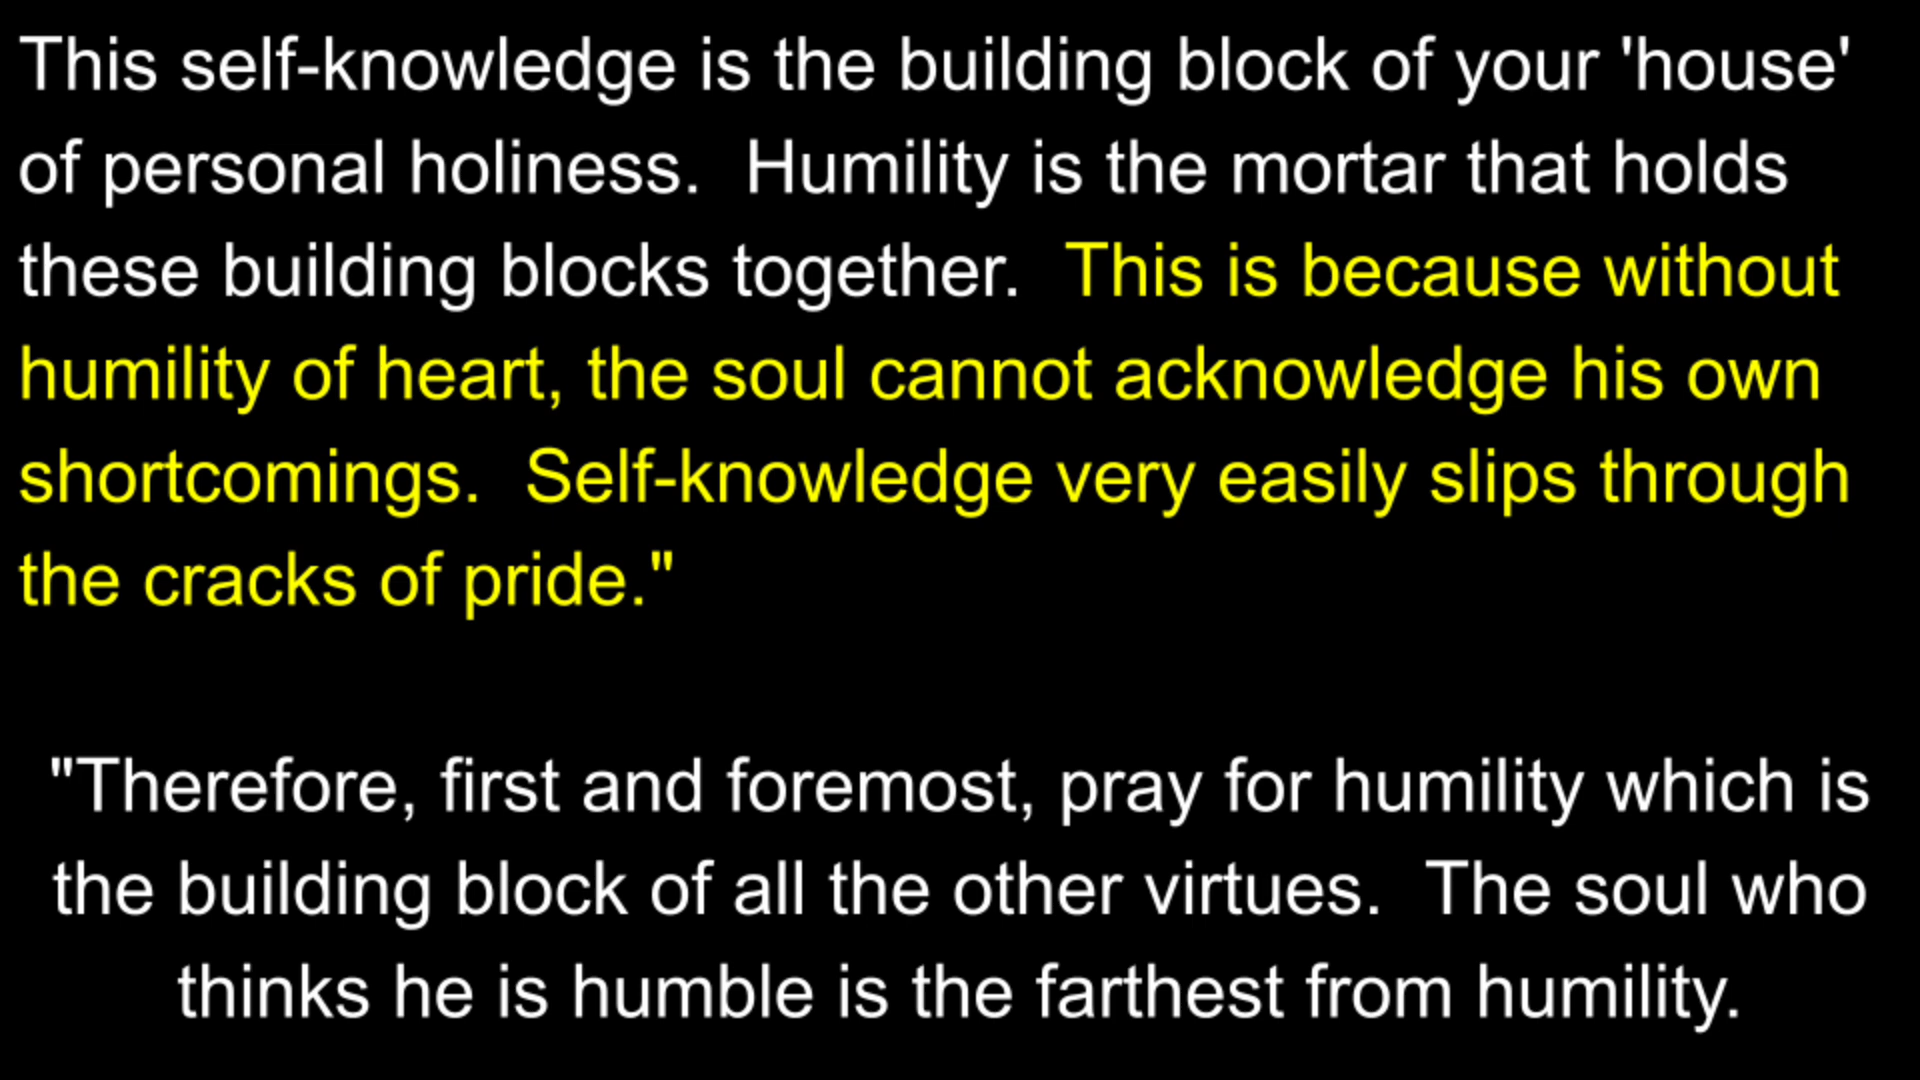 This self-knowledge is the building block of your 'house'
of personal holiness.  Humility is the mortar that holds
these building blocks together.  This is because without
humility of heart, the soul cannot acknowledge his own
shortcomings.  Self-knowledge very easily slips through
the cracks of pride."
"Therefore, first and foremost, pray for humility which is
the building block of all the other virtues.  The soul who
thinks he is humble is the farthest from humility.